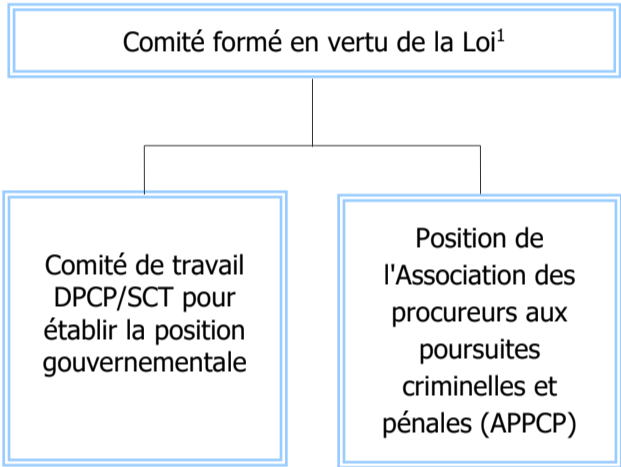 Comité formé en vertu de la Loi¹
Comité de travail
DPCP/SCT pour
établir la position
gouvernementale
Position de
l'Association des
procureurs aux
poursuites
criminelles et
pénales (APPCP)